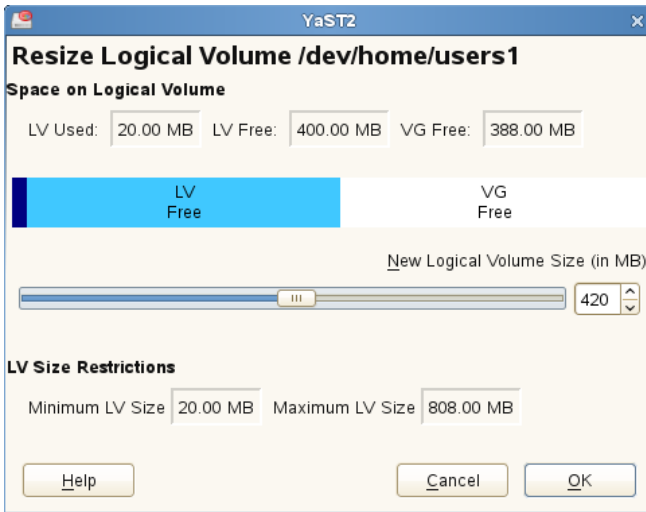 YaST2
Resize Logical Volume /dev/home/users1
Space on Logical Volume
LV Used: 20.00 MB LV Free: 400.00 MB VG Free: 388.00 MB
LV VG
Free Free
New Logical Volume Size (in MB)
420
LV Size Restrictions
Minimum LV Size 20.00 MB Maximum LV Size 808.00 MB
Help Cancel OK